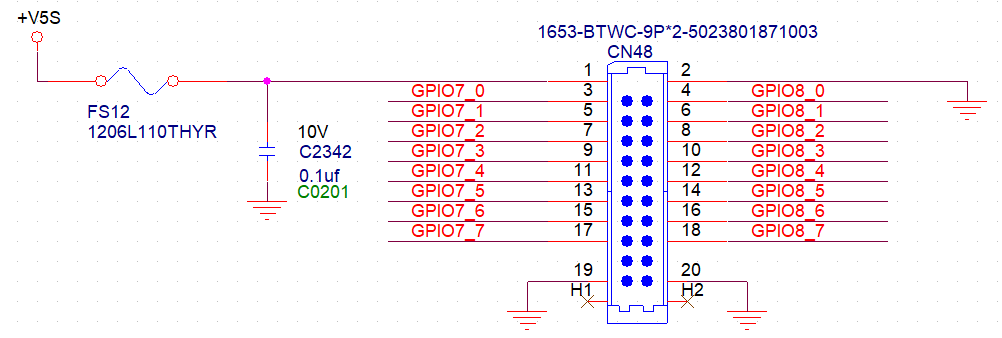 +V5S
1653-BTWC-9P*2-5023801871003
CN48
1 2
GPIO7_0 3 4 GPIO8_0
FS12
1206L110THYR
GPIO7_1 5 6 GPIO8_1
10V
GPIO7_2 7 8 GPIO8_2
C2342
GPIO7_3 9 10 GPIO8_3
0.1uf
GPIO7_4 11 12 GPIO8_4
C0201
GPIO7_5 13 14 GPIO8_5
GPIO7_6 15 16 GPIO8_6
GPIO7_7 17 18 GPIO8_7
19 20
H1 H2